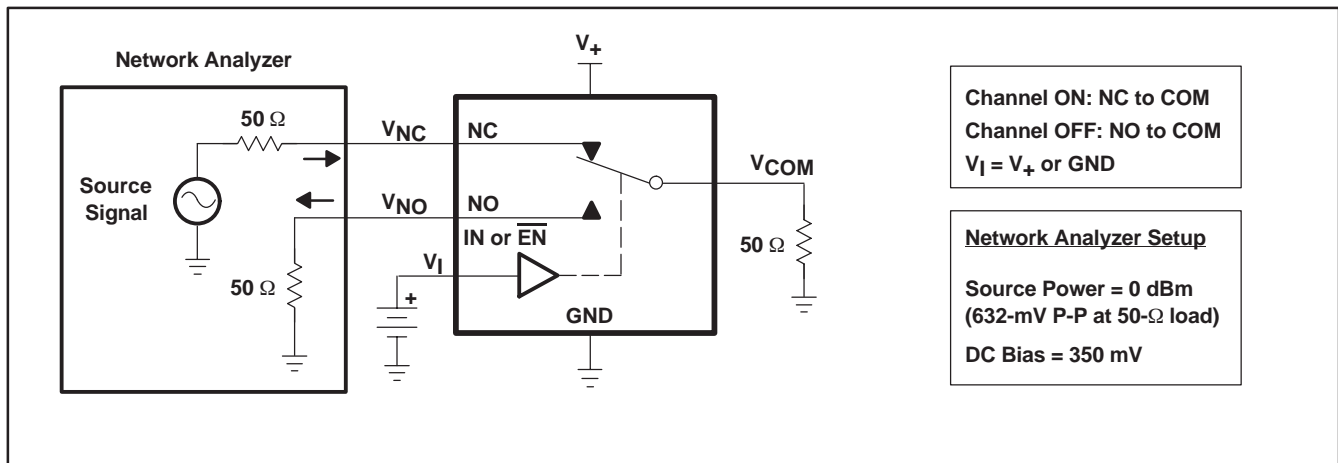 V+
Network Analyzer
50 Ω
VNC
NC
Source
Signal
VNO
NO
IN or EN
50 Ω
VI
+
GND
VCOM
50 Ω
Channel ON: NC to COM
Channel OFF: NO to COM
VI = V+ or GND
Network Analyzer Setup
Source Power = 0 dBm
(632-mV P-P at 50-Ω load)
DC Bias = 350 mV